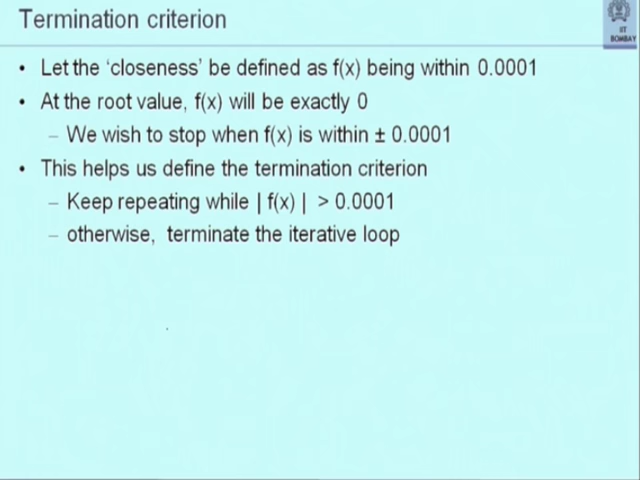 Termination criterion
IIT
BOMBAY
• Let the ‘closeness’ be defined as f(x) being within 0.0001
• At the root value, f(x) will be exactly 0
– We wish to stop when f(x) is within ± 0.0001
• This helps us define the termination criterion
– Keep repeating while | f(x) | > 0.0001
– otherwise, terminate the iterative loop